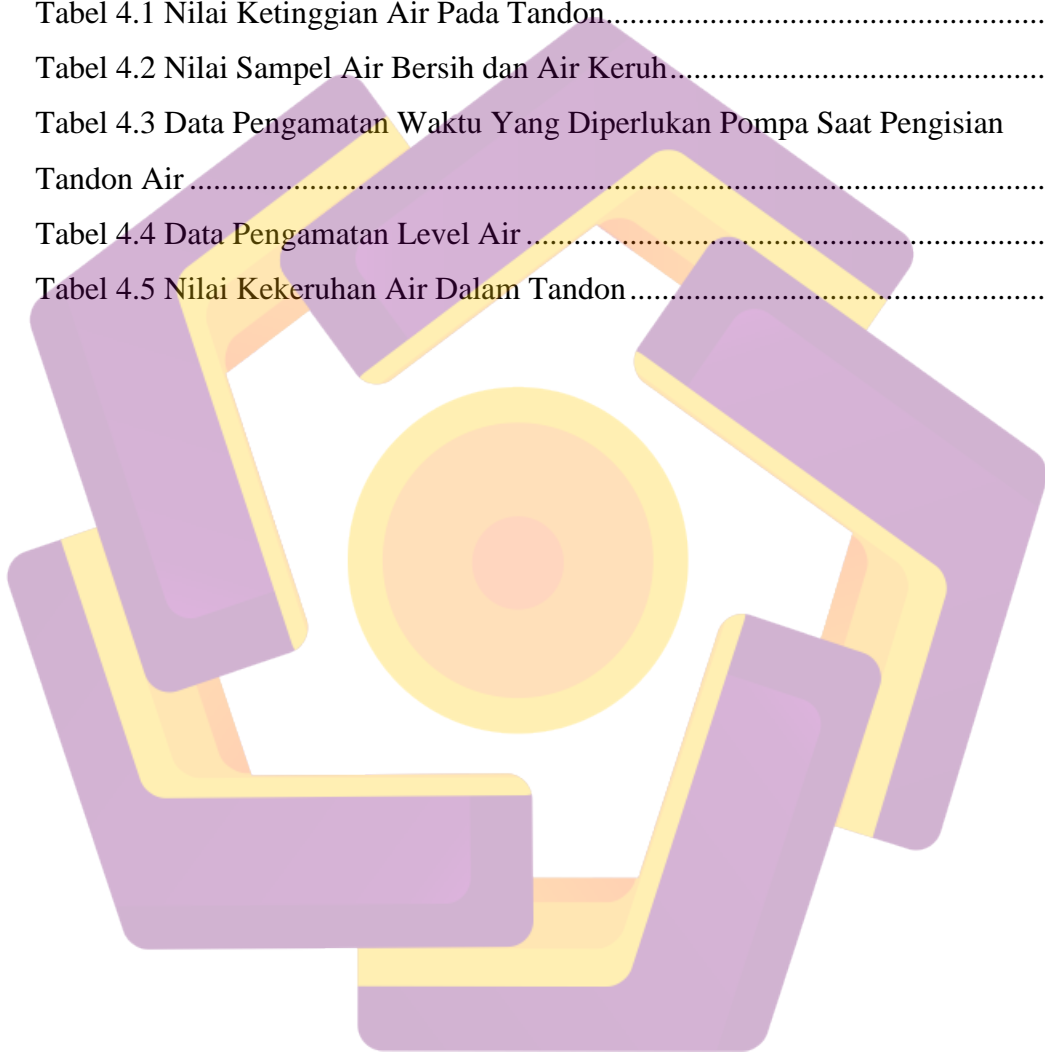 Tabel 4.1 Nilai Ketinggian Air Pada Tandon.......................................................
Tabel 4.2 Nilai Sampel Air Bersih dan Air Keruh...............................................
Tabel 4.3 Data Pengamatan Waktu Yang Diperlukan Pompa Saat Pengisian
Tandon Air ............................................................................................................
Tabel 4.4 Data Pengamatan Level Air .................................................................
Tabel 4.5 Nilai Kekeruhan Air Dalam Tandon ....................................................